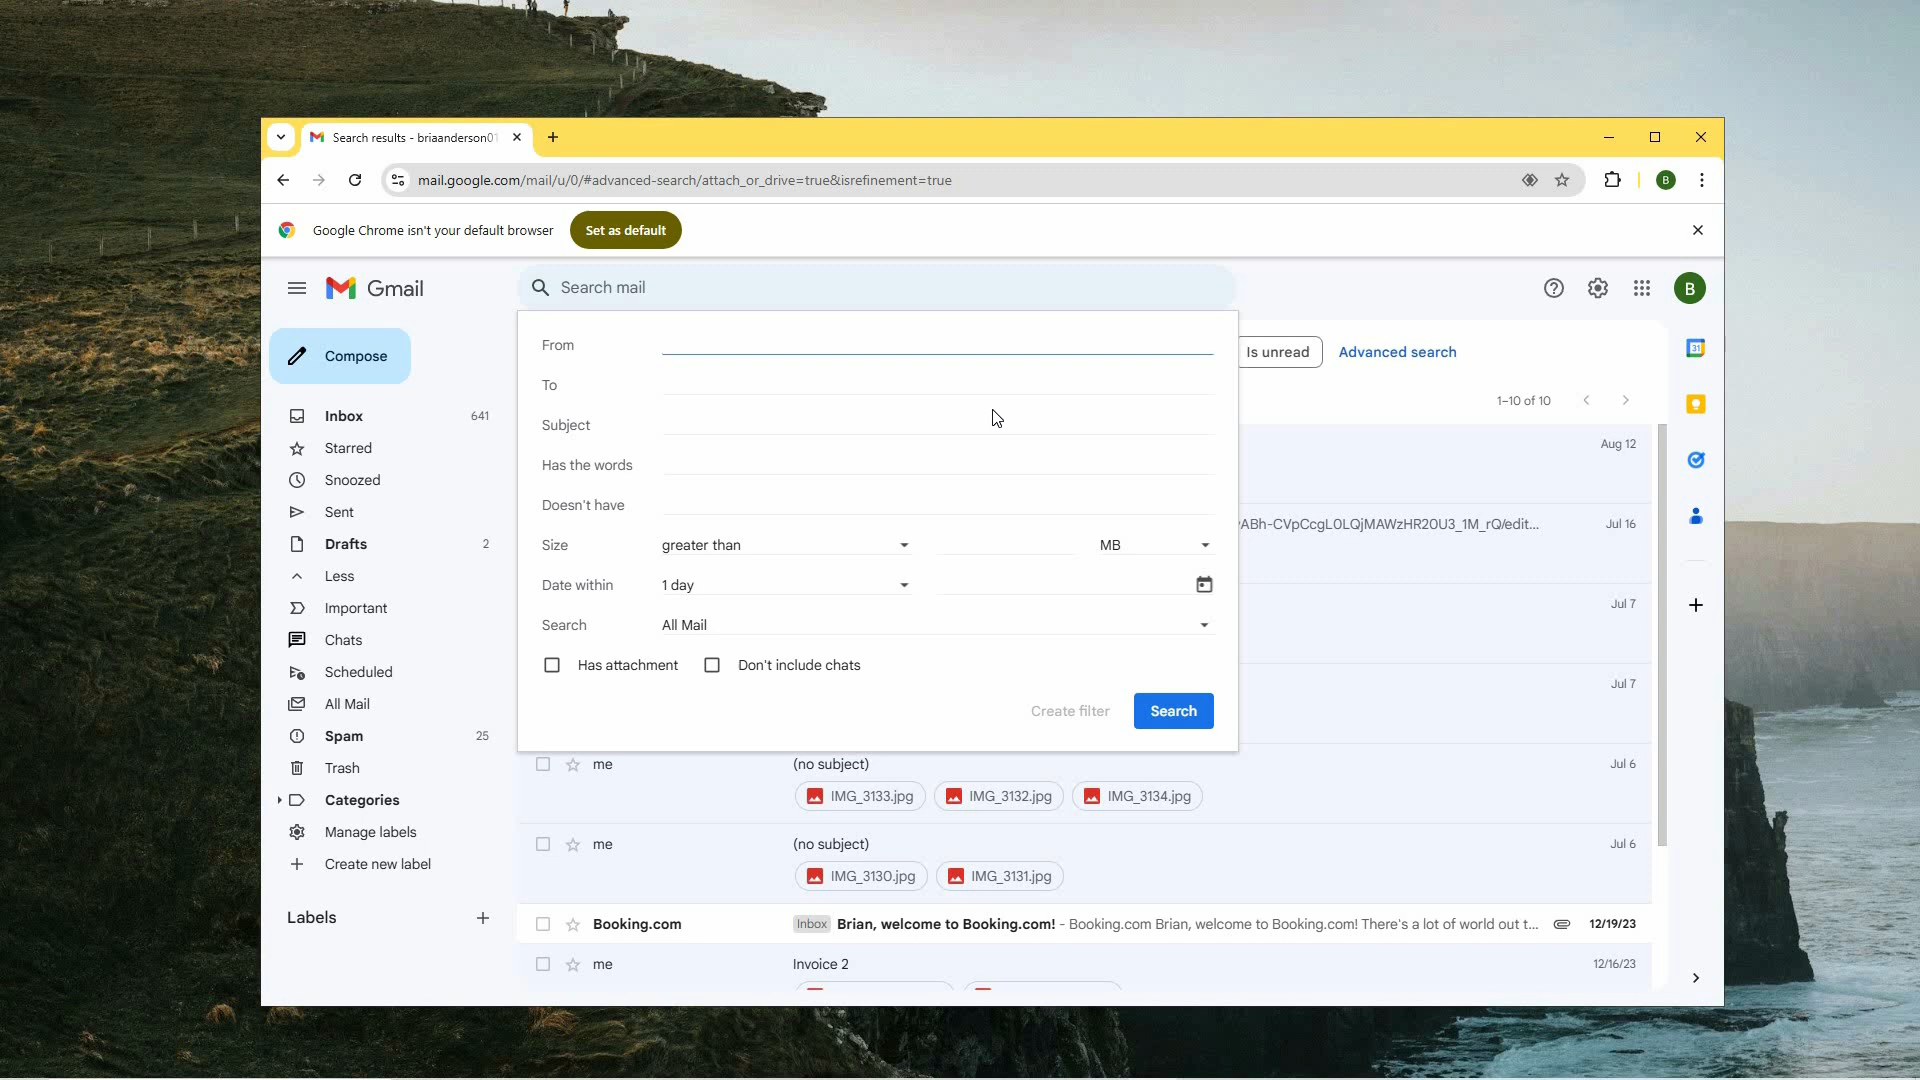 Search results - briaanderson01
mail.google.com/mail/u/0/#advanced-search/attach_or_drive=true&isrefinement=true
B
Google Chrome isn't your default browser
Set as default
Gmail
Search mail
B
Compose
Inbox 641
Starred
Snoozed
Sent
Drafts 2
Less
Important
Chats
Scheduled
All Mail
Spam 25
Trash
Categories
Manage labels
Create new label
Labels
From
To
Subject
Has the words
Doesn't have
Size greater than MB
Date within 1 day
Search All Mail
Has attachment Don't include chats
Create filter Search
Is unread Advanced search
1–10 of 10
Aug 12
ABh-CVpCcgL0LQjMAWzHR20U3_1M_rQ/edit... Jul 16
Jul 7
Jul 7
me (no subject) Jul 6
IMG_3133.jpg IMG_3132.jpg IMG_3134.jpg
me (no subject) Jul 6
IMG_3130.jpg IMG_3131.jpg
Booking.com Inbox Brian, welcome to Booking.com! - Booking.com Brian, welcome to Booking.com! There's a lot of world out t... 12/19/23
me Invoice 2 12/16/23
31